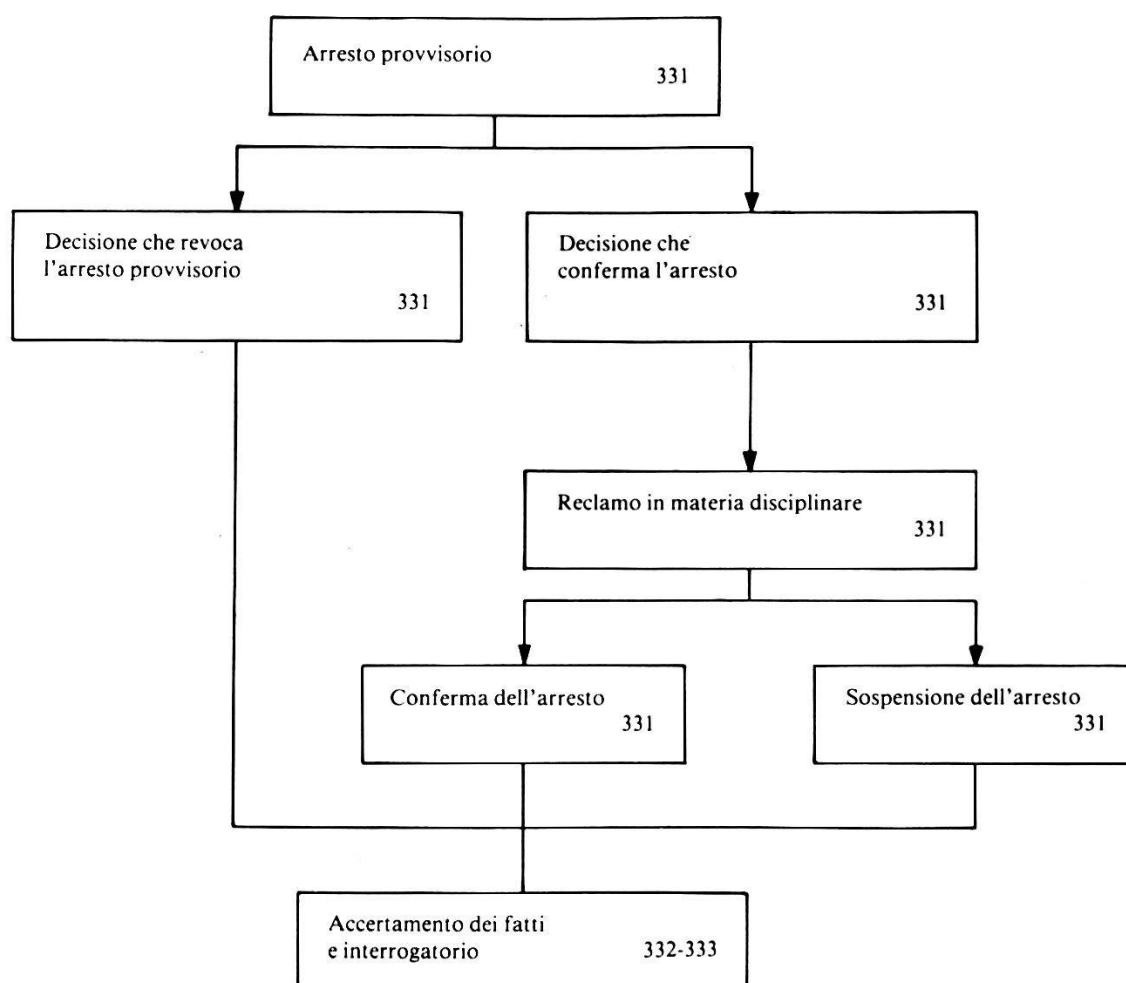 Arresto provvisorio
331
Decisione che revoca
l'arresto provvisorio
331
Decisione che
conferma l'arresto
331
Reclamo in materia disciplinare
331
Conferma dell'arresto
331
Sospensione dell'arresto
331
Accertamento dei fatti
e interrogatorio 332-333